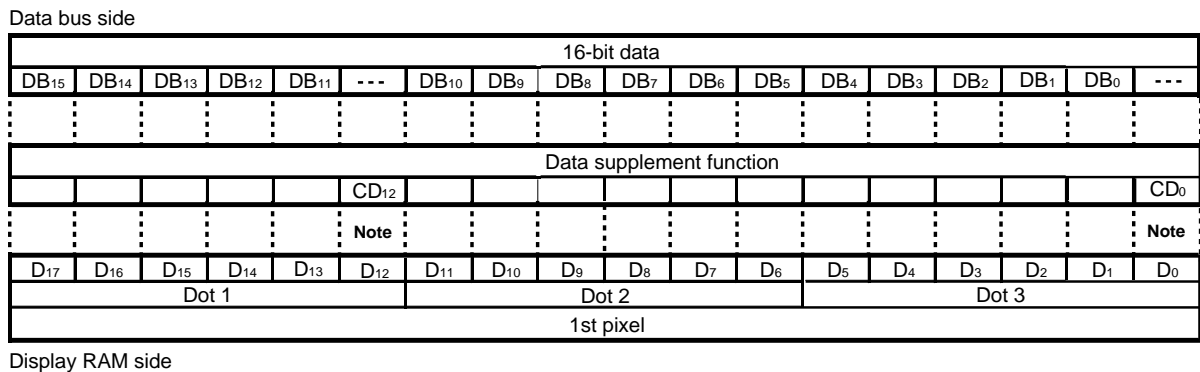 Data bus side
16-bit data
DB15 DB14 DB13 DB12 DB11 --- DB10 DB9 DB8 DB7 DB6 DB5 DB4 DB3 DB2 DB1 DB0 ---
Data supplement function
CD12 CD0
Note Note
D17 D16 D15 D14 D13 D12 D11 D10 D9 D8 D7 D6 D5 D4 D3 D2 D1 D0
Dot 1 Dot 2 Dot 3
1st pixel
Display RAM side